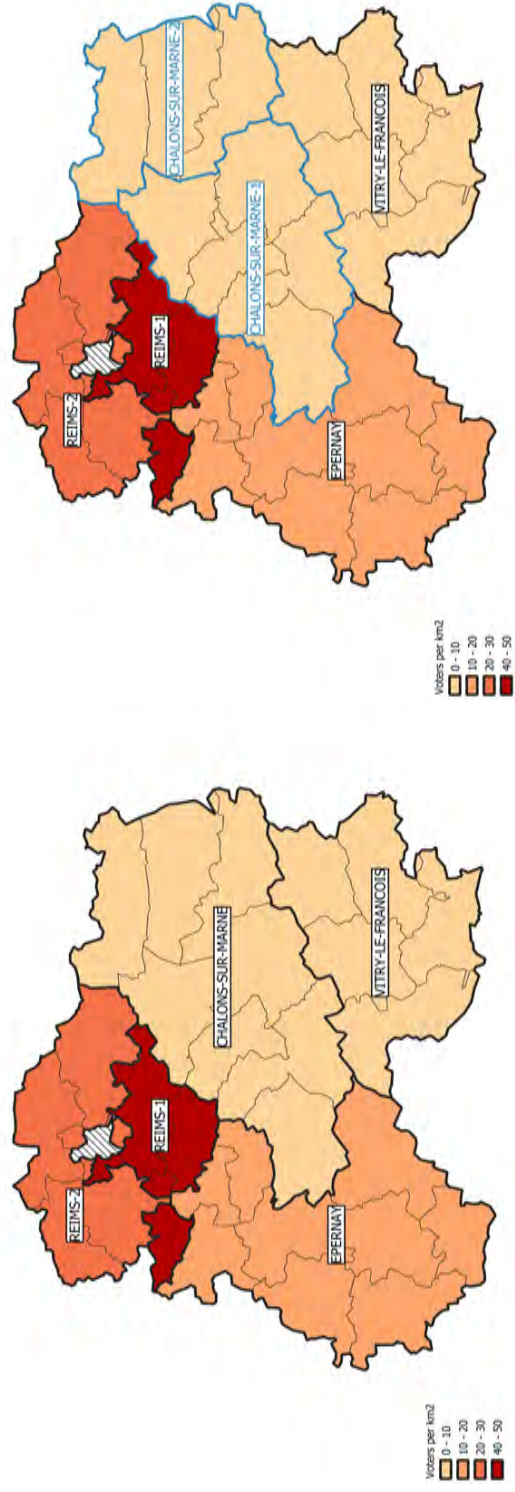 REIMS-2
REIMS-1
CHALONS-SUR-MARNE
EPERNAY
VITRY-LE-FRANCOIS
Voters per km2
0 - 10
10 - 20
20 - 30
40 - 50
REIMS-2
REIMS-1
CHALONS-SUR-MARNE-2
CHALONS-SUR-MARNE-1
EPERNAY
VITRY-LE-FRANCOIS
Voters per km2
0 - 10
10 - 20
20 - 30
40 - 50